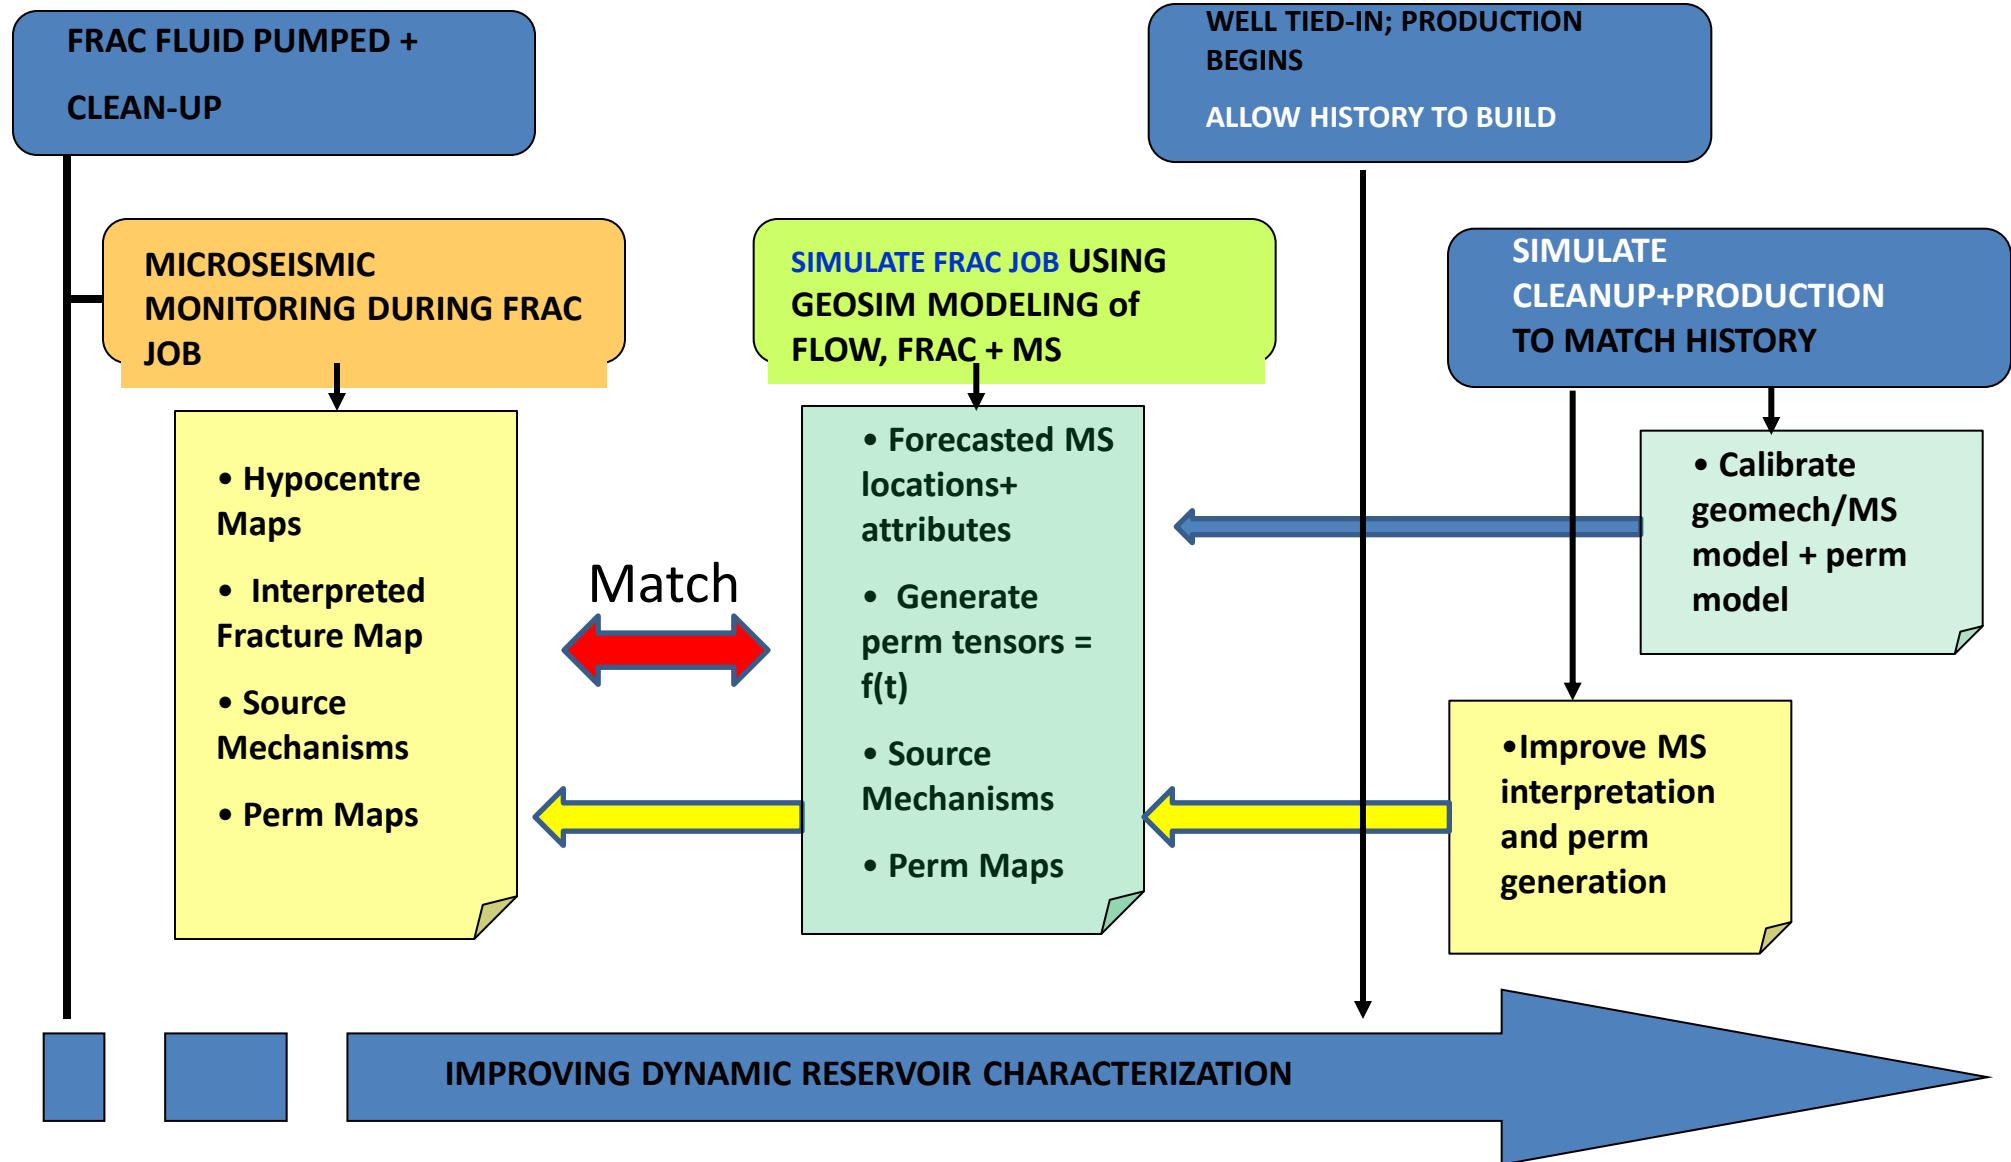 FRAC FLUID PUMPED +
CLEAN-UP
WELL TIED-IN; PRODUCTION
BEGINS
ALLOW HISTORY TO BUILD
MICROSEISMIC
MONITORING DURING FRAC
JOB
SIMULATE FRAC JOB USING
GEOSIM MODELING of
FLOW, FRAC + MS
SIMULATE
CLEANUP+PRODUCTION
TO MATCH HISTORY
• Hypocentre
Maps
• Interpreted
Fracture Map
• Source
Mechanisms
• Perm Maps
Match
• Forecasted MS
locations+
attributes
• Generate
perm tensors =
f(t)
• Source
Mechanisms
• Perm Maps
• Calibrate
geomech/MS
model + perm
model
•Improve MS
interpretation
and perm
generation
IMPROVING DYNAMIC RESERVOIR CHARACTERIZATION